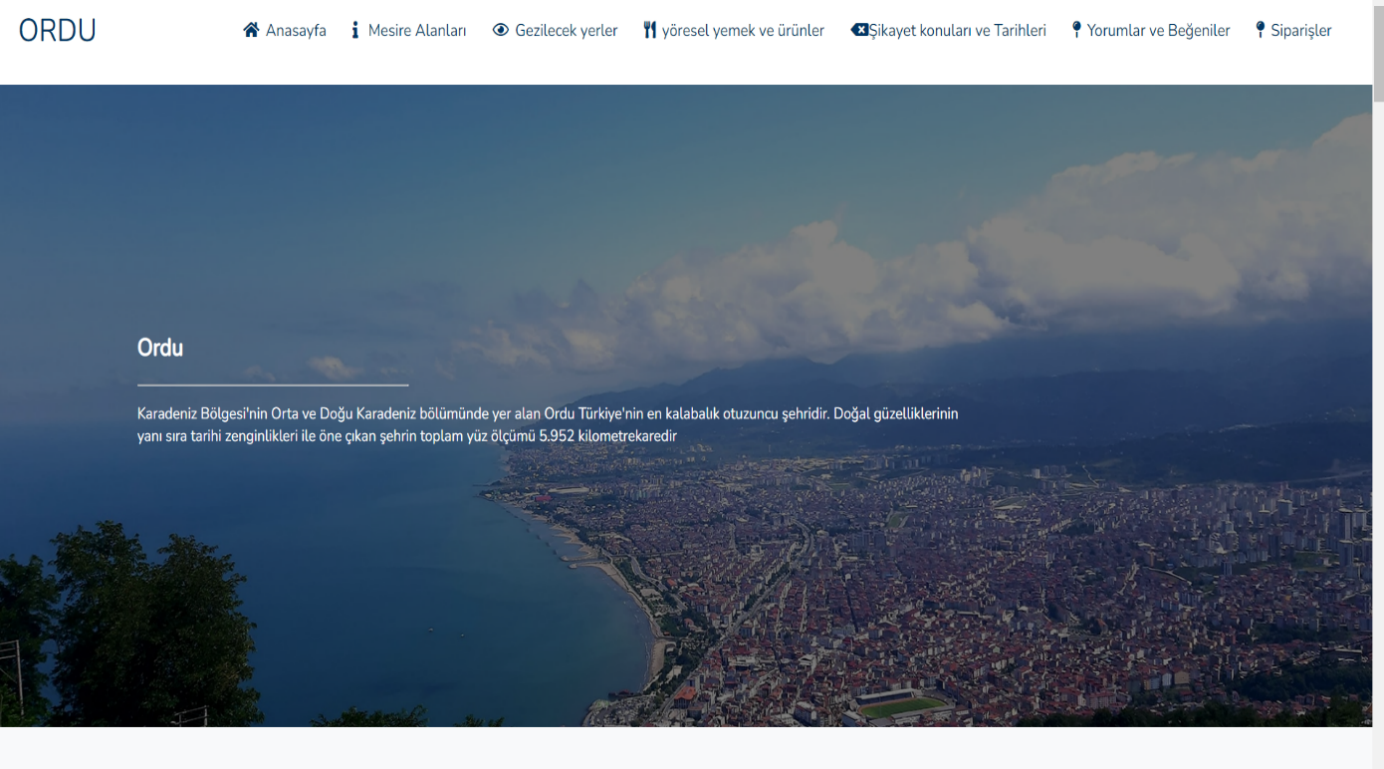 ORDU
Anasayfa Mesire Alanları Gezilecek yerler yöresel yemek ve ürünler Şikayet konuları ve Tarihleri Yorumlar ve Beğeniler Siparişler
Ordu
Karadeniz Bölgesi'nin Orta ve Doğu Karadeniz bölümünde yer alan Ordu Türkiye'nin en kalabalık otuzuncu şehridir. Doğal güzelliklerinin
yanı sıra tarihi zenginlikleri ile öne çıkan şehrin toplam yüz ölçümü 5.952 kilometrekaredir